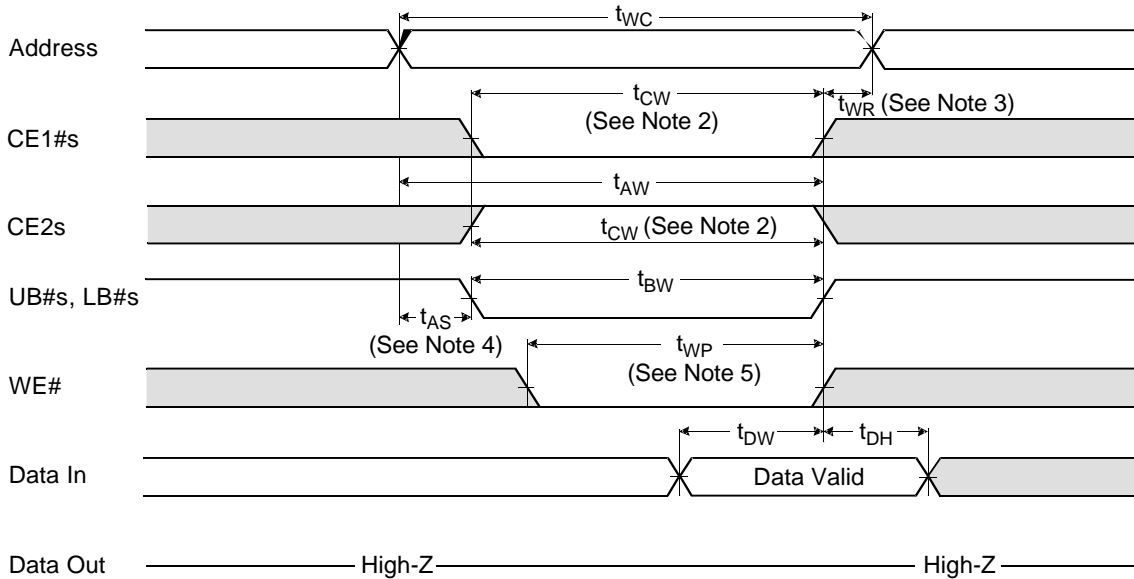 tWC
Address
tCW
(See Note 2)
tWR (See Note 3)
CE1#s
tAW
CE2s
tCW (See Note 2)
UB#s, LB#s
tBW
tAS
(See Note 4)
tWP
(See Note 5)
WE#
tDW
tDH
Data In
Data Valid
Data Out
High-Z
High-Z